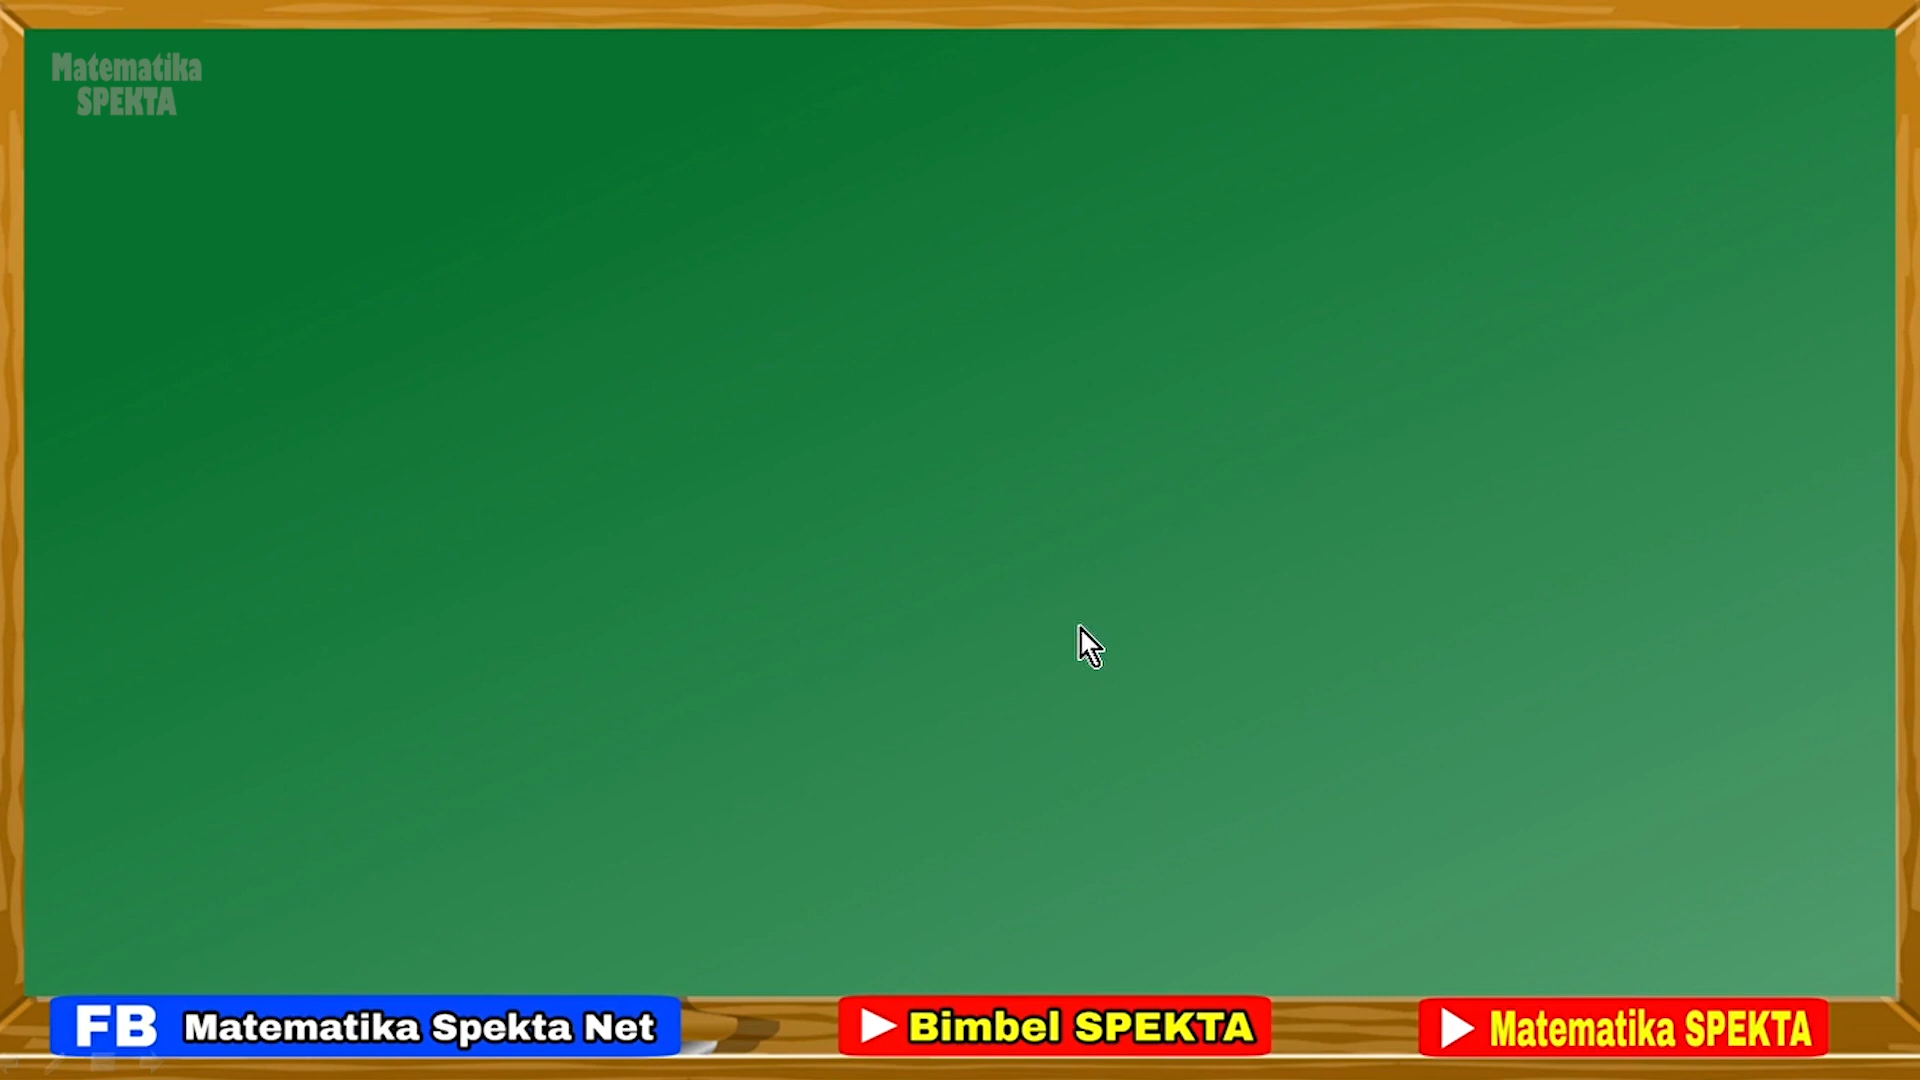 Matematika
SPEKTA
FB Matematika Spekta Net
Bimbel SPEKTA
Matematika SPEKTA